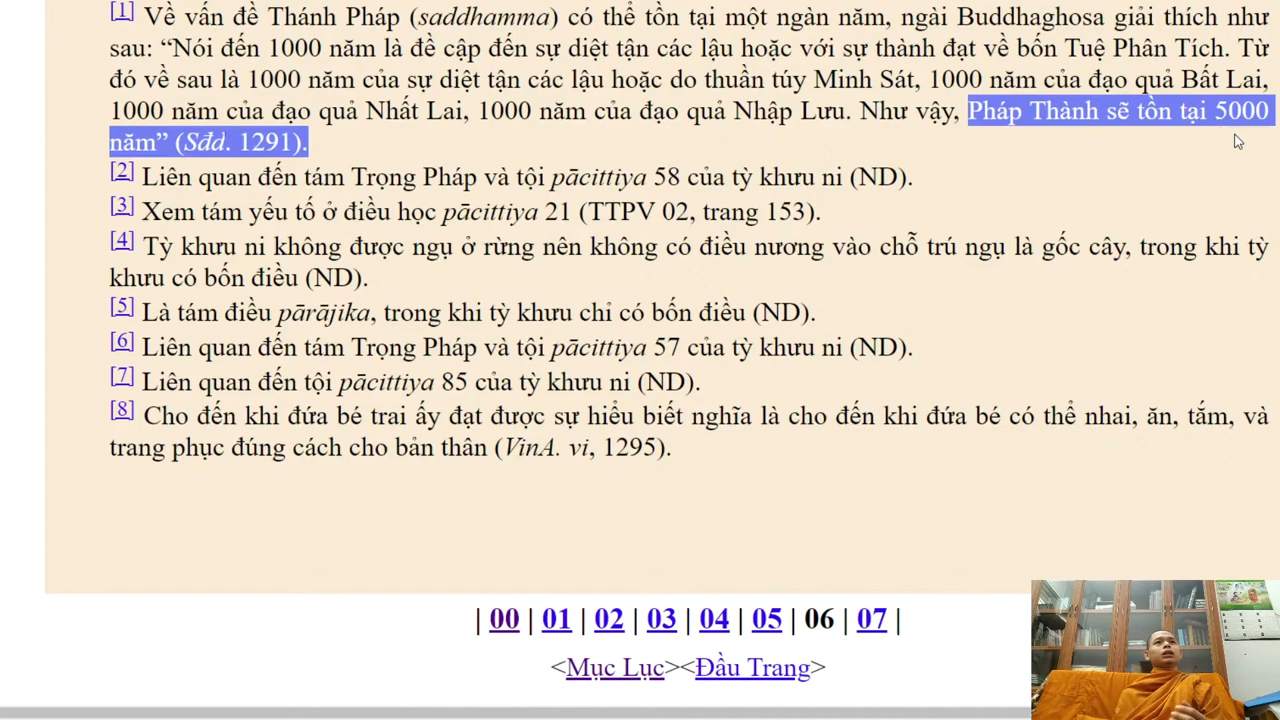 [1] Về vấn đề Thánh Pháp (saddhamma) có thể tồn tại một ngàn năm, ngài Buddhaghosa giải thích như
sau: “Nói đến 1000 năm là đề cập đến sự diệt tận các lậu hoặc với sự thành đạt về bốn Tuệ Phân Tích. Từ
đó về sau là 1000 năm của sự diệt tận các lậu hoặc do thuần túy Minh Sát, 1000 năm của đạo quả Bất Lai,
1000 năm của đạo quả Nhất Lai, 1000 năm của đạo quả Nhập Lưu. Như vậy, Pháp Thành sẽ tồn tại 5000
năm” (Sđd. 1291).
[2] Liên quan đến tám Trọng Pháp và tội pācittiya 58 của tỳ khưu ni (ND).
[3] Xem tám yếu tố ở điều học pācittiya 21 (TTPV 02, trang 153).
[4] Tỳ khưu ni không được ngụ ở rừng nên không có điều nương vào chỗ trú ngụ là gốc cây, trong khi tỳ
khưu có bốn điều (ND).
[5] Là tám điều pārājika, trong khi tỳ khưu chỉ có bốn điều (ND).
[6] Liên quan đến tám Trọng Pháp và tội pācittiya 57 của tỳ khưu ni (ND).
[7] Liên quan đến tội pācittiya 85 của tỳ khưu ni (ND).
[8] Cho đến khi đứa bé trai ấy đạt được sự hiểu biết nghĩa là cho đến khi đứa bé có thể nhai, ăn, tắm, và
trang phục đúng cách cho bản thân (VinA. vi, 1295).
| 00 | 01 | 02 | 03 | 04 | 05 | 06 | 07 |
<Mục Lục><Đầu Trang>